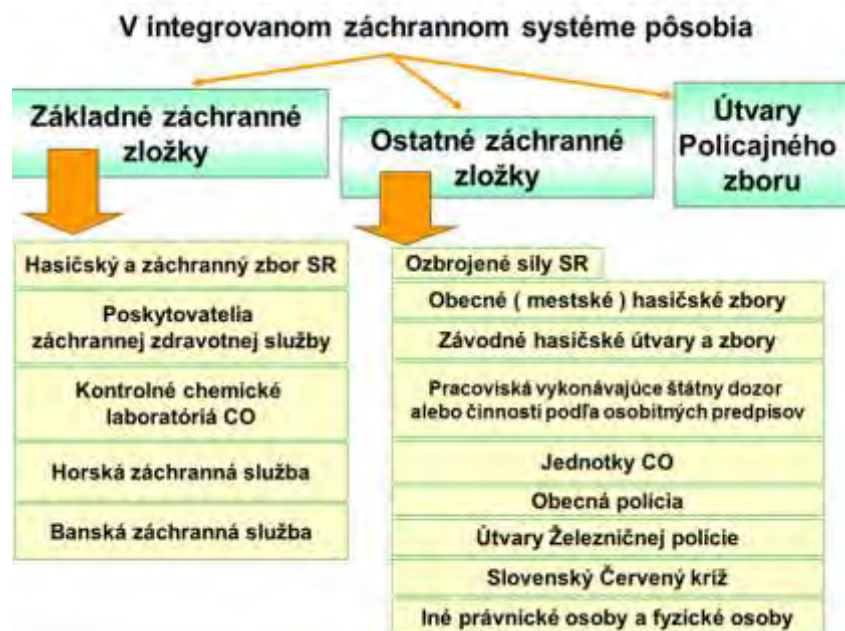 V integrovanom záchrannom systéme pôsobia
Základné záchranné
zložky
Ostatné záchranné
zložky
Útvary
Policajného
zboru
Hasičský a záchranný zbor SR
Poskytovatelia
záchrannej zdravotnej služby
Kontrolné chemické
laboratóriá CO
Horská záchranná služba
Banská záchranná služba
Ozbrojené sily SR
Obecné ( mestské ) hasičské zbory
Závodné hasičské útvary a zbory
Pracoviská vykonávajúce štátny dozor
alebo činnosti podľa osobitných predpisov
Jednotky CO
Obecná polícia
Útvary Železničnej polície
Slovenský Červený kríž
Iné právnické osoby a fyzické osoby